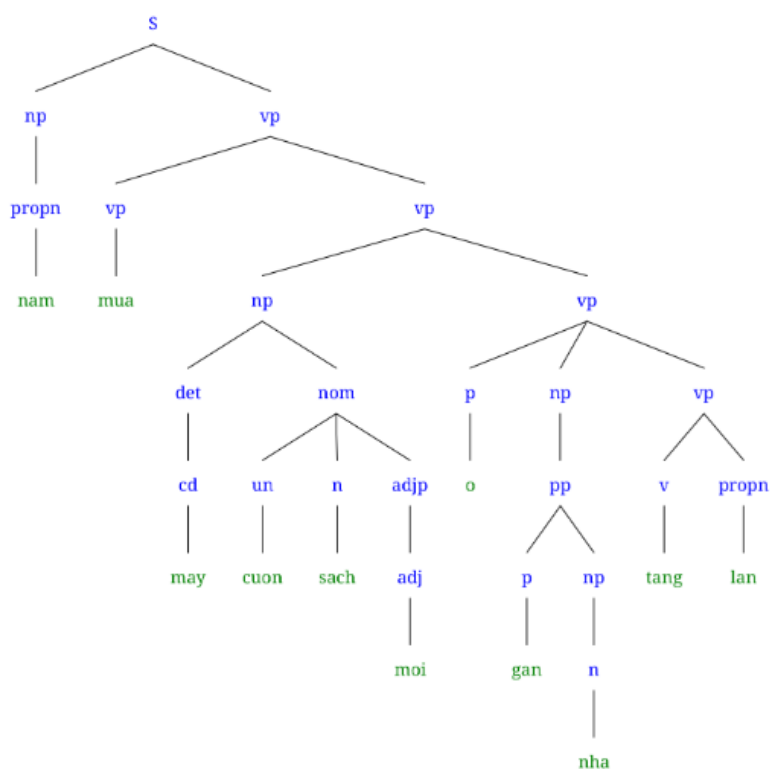 S
np vp
propn vp vp
nam mua np vp
det nom p np vp
cd un n adjp o pp v propn
may cuon sach adj p np tang lan
moi gan n
nha